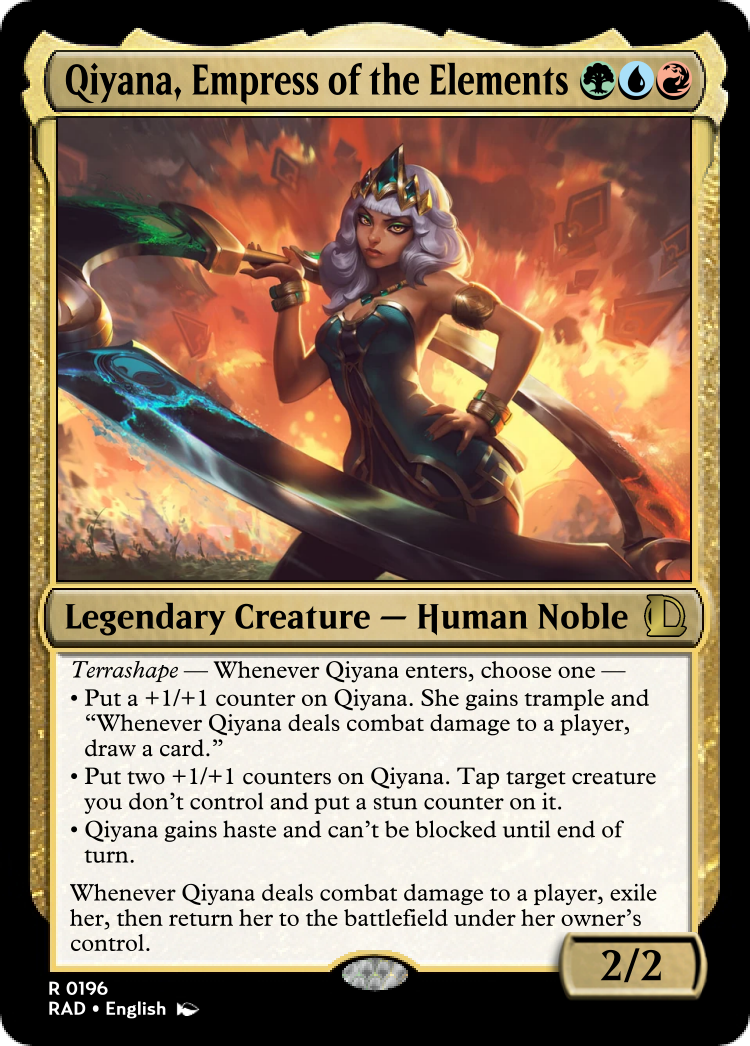 Qiyana, Empress of the Elements
Legendary Creature — Human Noble
Terrashape — Whenever Qiyana enters, choose one —
• Put a +1/+1 counter on Qiyana. She gains trample and
“Whenever Qiyana deals combat damage to a player,
draw a card.”
• Put two +1/+1 counters on Qiyana. Tap target creature
you don’t control and put a stun counter on it.
• Qiyana gains haste and can’t be blocked until end of
turn.
Whenever Qiyana deals combat damage to a player, exile
her, then return her to the battlefield under her owner’s
control.
2/2
R 0196
RAD • English